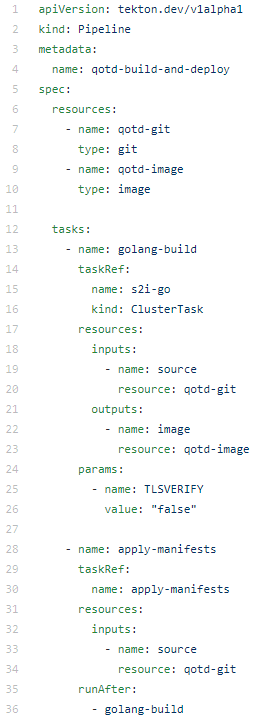 1 apiVersion: tekton.dev/v1alpha1
2 kind: Pipeline
3 metadata:
4   name: qotd-build-and-deploy
5 spec:
6   resources:
7     - name: qotd-git
8       type: git
9     - name: qotd-image
10       type: image
11
12   tasks:
13     - name: golang-build
14       taskRef:
15         name: s2i-go
16         kind: ClusterTask
17       resources:
18         inputs:
19           - name: source
20             resource: qotd-git
21         outputs:
22           - name: image
23             resource: qotd-image
24       params:
25         - name: TLSVERIFY
26           value: "false"
27
28     - name: apply-manifests
29       taskRef:
30         name: apply-manifests
31       resources:
32         inputs:
33           - name: source
34             resource: qotd-git
35       runAfter:
36         - golang-build